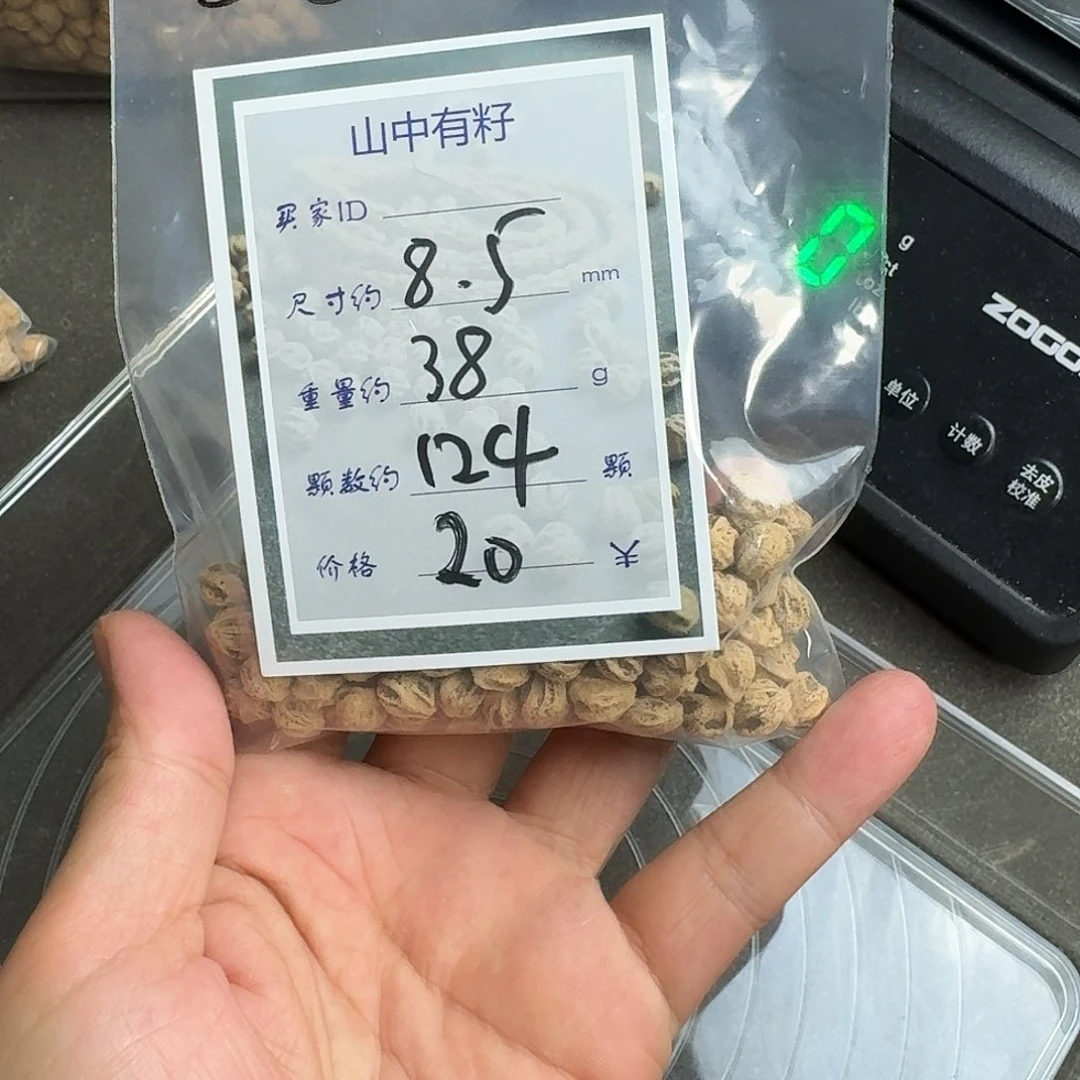 山中有籽
买家ID
尺寸约 8.5 mm
重量约 38 g
颗数约 124 颗
价格 20
0 g
ct
ZOGO
单位
计数
去皮
校准